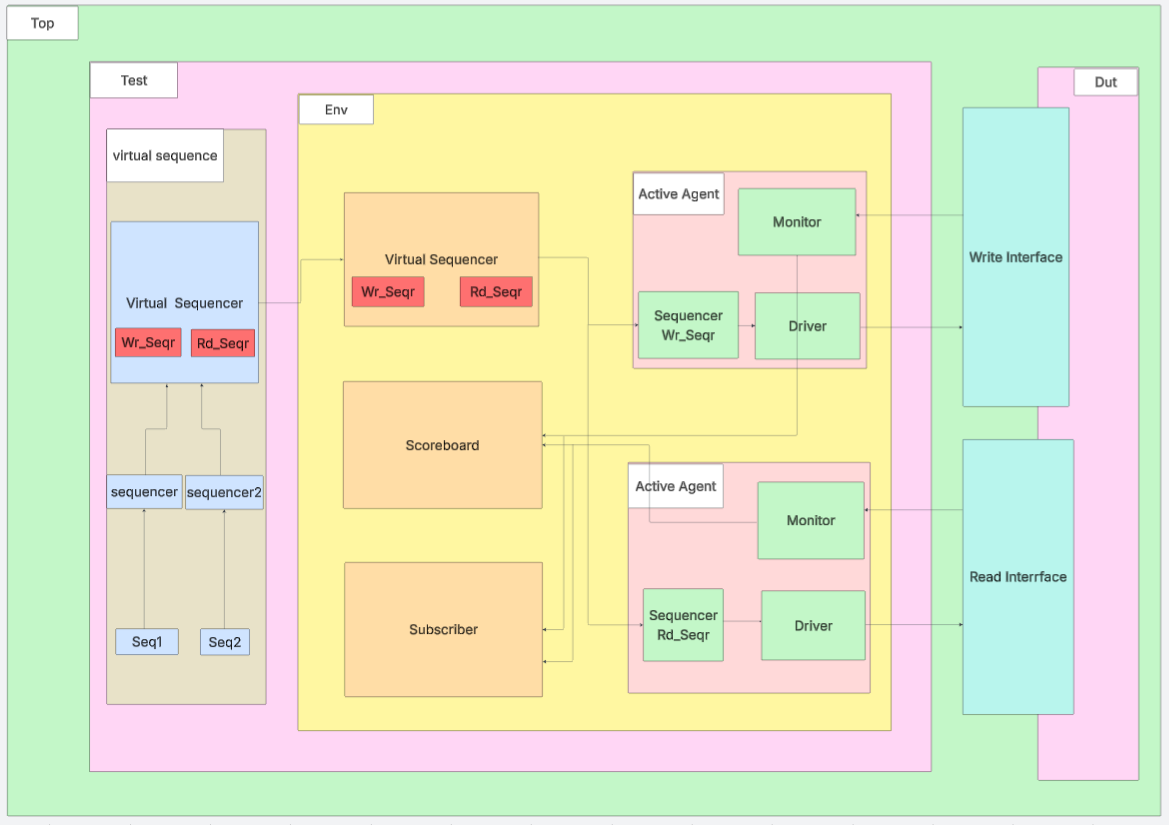 Top
Test
Dut
Env
virtual sequence
Active Agent
Monitor
Virtual Sequencer
Wr_Seqr
Rd_Seqr
Write Interface
Virtual Sequencer
Wr_Seqr
Rd_Seqr
Sequencer
Wr_Seqr
Driver
Scoreboard
sequencer
sequencer2
Active Agent
Monitor
Read Interrface
Subscriber
Sequencer
Rd_Seqr
Driver
Seq1
Seq2